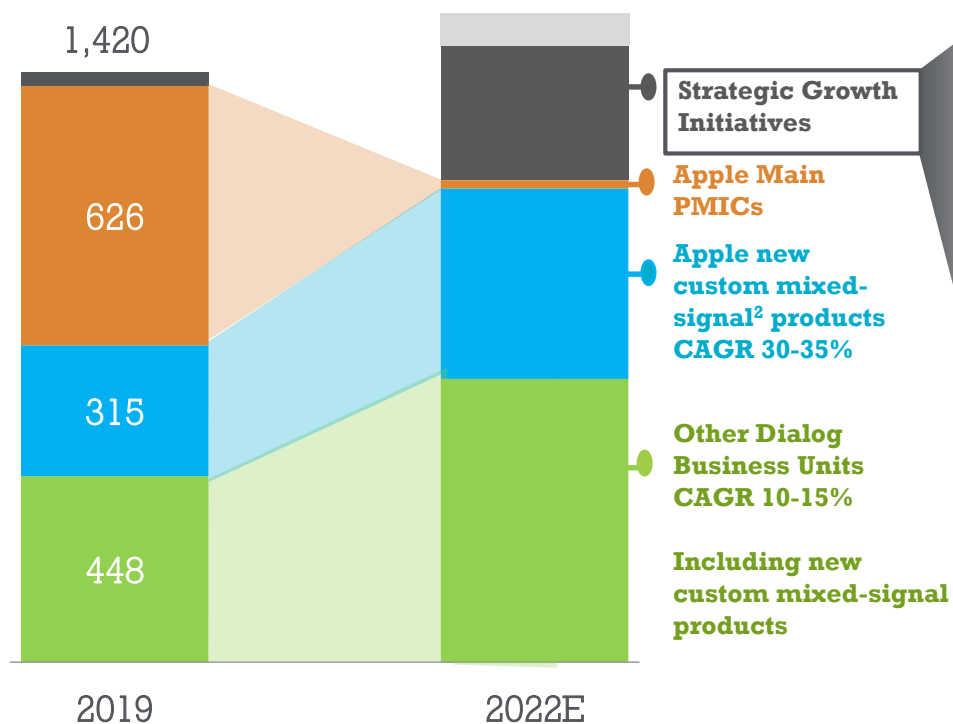 1,420
626
315
448
2019
2022E
Strategic Growth
Initiatives
Apple Main
PMICs
Apple new
custom mixed-
signal² products
CAGR 30-35%
Other Dialog
Business Units
CAGR 10-15%
Including new
custom mixed-signal
products